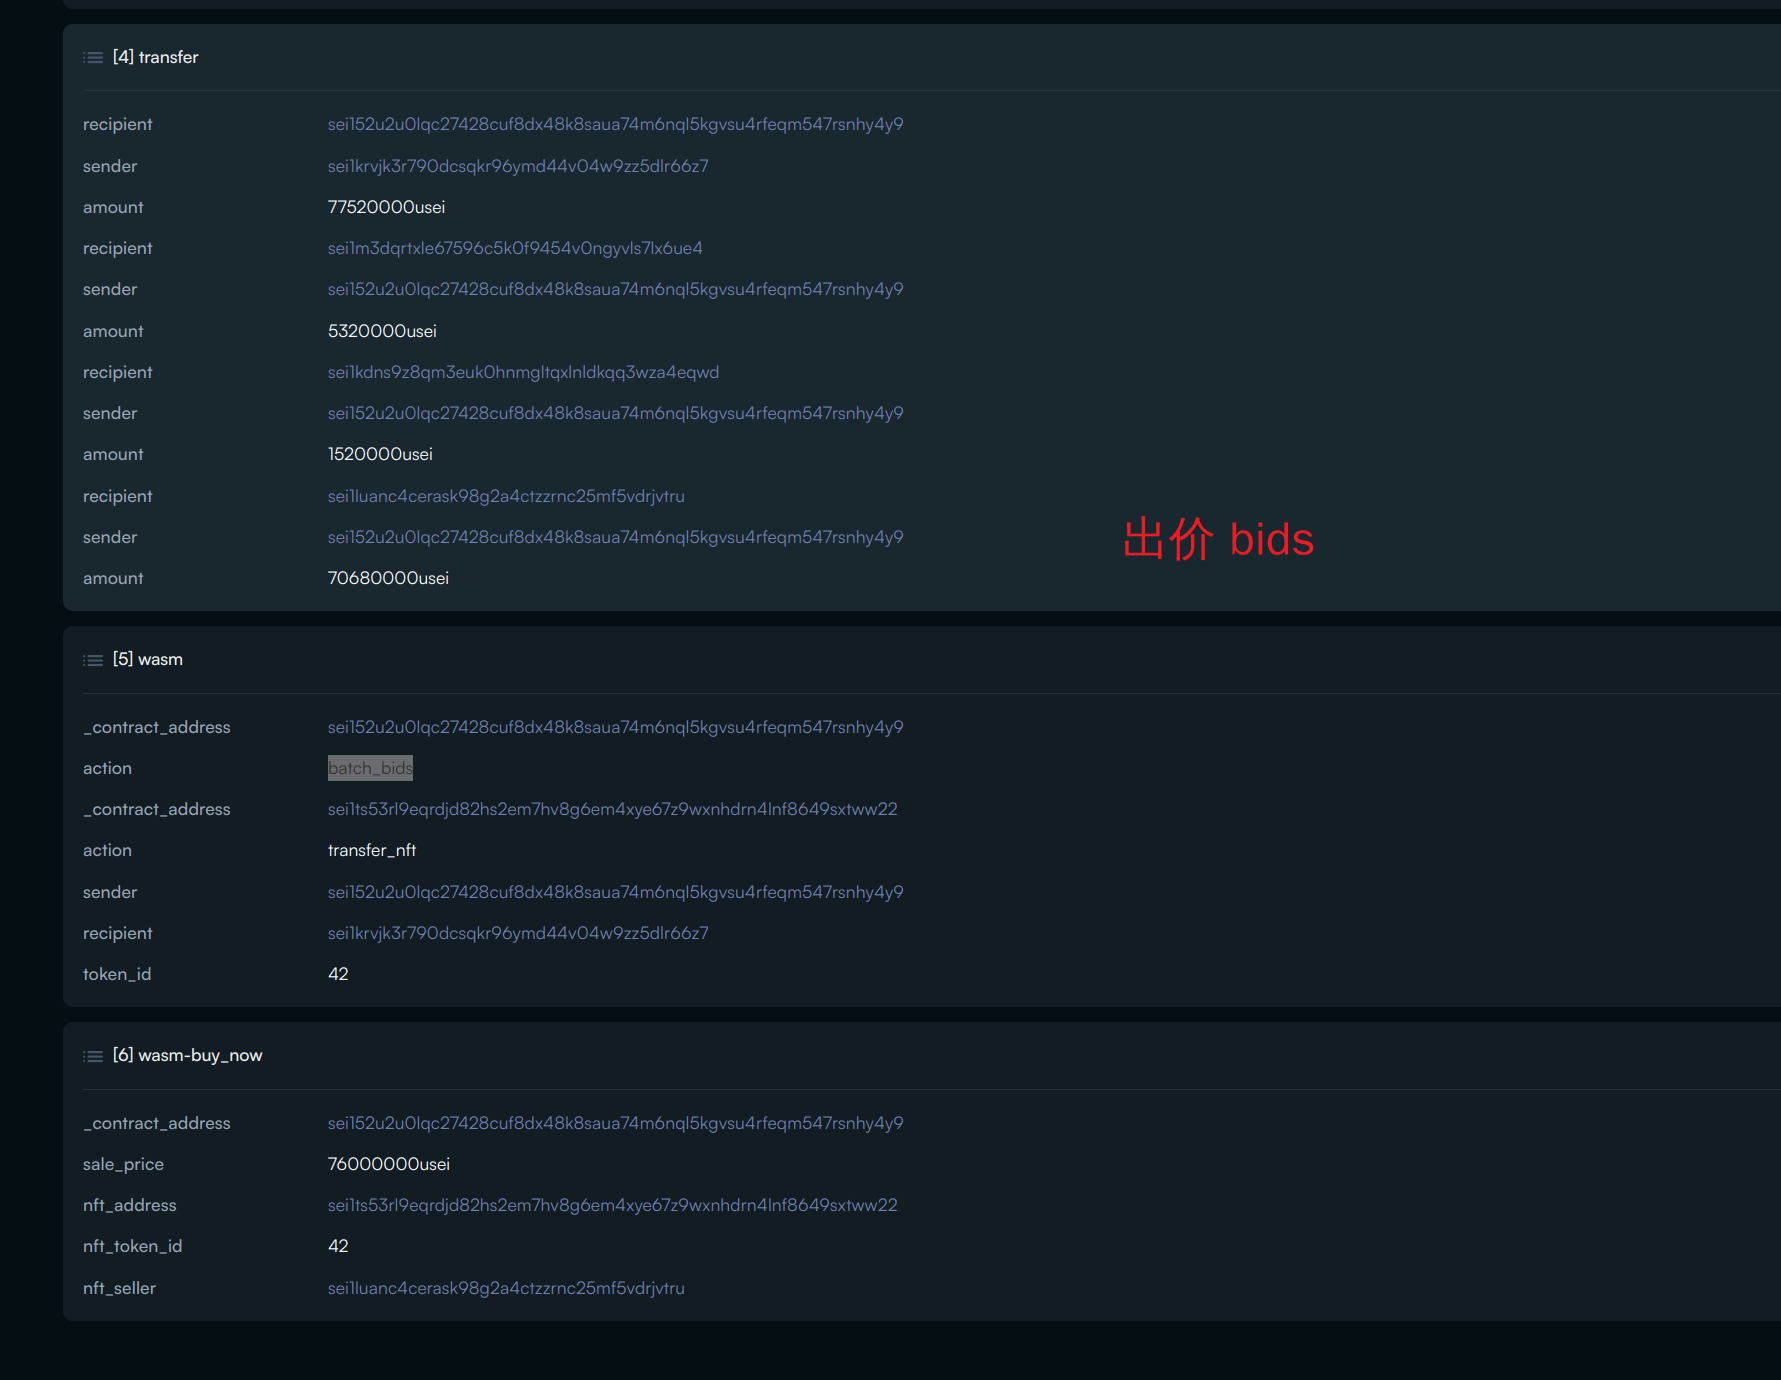 [4] transfer
recipient sei152u2u0lqc27428cuf8dx48k8saua74m6nql5kgvsu4rfeqm547rsnhy4y9
sender sei1krvjk3r790dcsqkr96ymd44v04w9zz5dlr66z7
amount 77520000usei
recipient sei1m3dqrtxle67596c5k0f9454v0ngyvls7lx6ue4
sender sei152u2u0lqc27428cuf8dx48k8saua74m6nql5kgvsu4rfeqm547rsnhy4y9
amount 5320000usei
recipient sei1kdns9z8qm3euk0hnmgltqxlnldkqq3wza4eqwd
sender sei152u2u0lqc27428cuf8dx48k8saua74m6nql5kgvsu4rfeqm547rsnhy4y9
amount 1520000usei
recipient sei1luanc4cerask98g2a4ctzzrnc25mf5vdrjvtru
sender sei152u2u0lqc27428cuf8dx48k8saua74m6nql5kgvsu4rfeqm547rsnhy4y9
出价 bids
amount 70680000usei
[5] wasm
_contract_address sei152u2u0lqc27428cuf8dx48k8saua74m6nql5kgvsu4rfeqm547rsnhy4y9
action batch_bids
_contract_address sei1ts53rl9eqrdjd82hs2em7hv8g6em4xye67z9wxnhdrn4lnf8649sxtww22
action transfer_nft
sender sei152u2u0lqc27428cuf8dx48k8saua74m6nql5kgvsu4rfeqm547rsnhy4y9
recipient sei1krvjk3r790dcsqkr96ymd44v04w9zz5dlr66z7
token_id 42
[6] wasm-buy_now
_contract_address sei152u2u0lqc27428cuf8dx48k8saua74m6nql5kgvsu4rfeqm547rsnhy4y9
sale_price 76000000usei
nft_address sei1ts53rl9eqrdjd82hs2em7hv8g6em4xye67z9wxnhdrn4lnf8649sxtww22
nft_token_id 42
nft_seller sei1luanc4cerask98g2a4ctzzrnc25mf5vdrjvtru